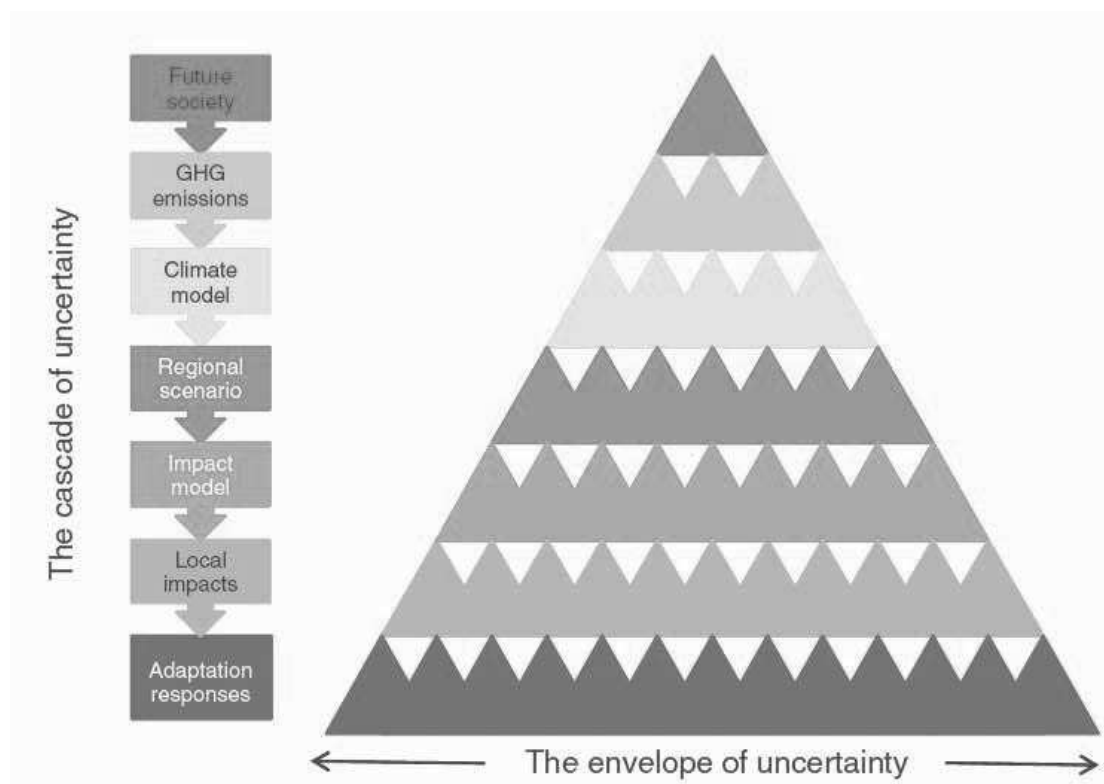 The cascade of uncertainty
Future
society
GHG
emissions
Climate
model
Regional
scenario
Impact
model
Local
impacts
Adaptation
responses
The envelope of uncertainty